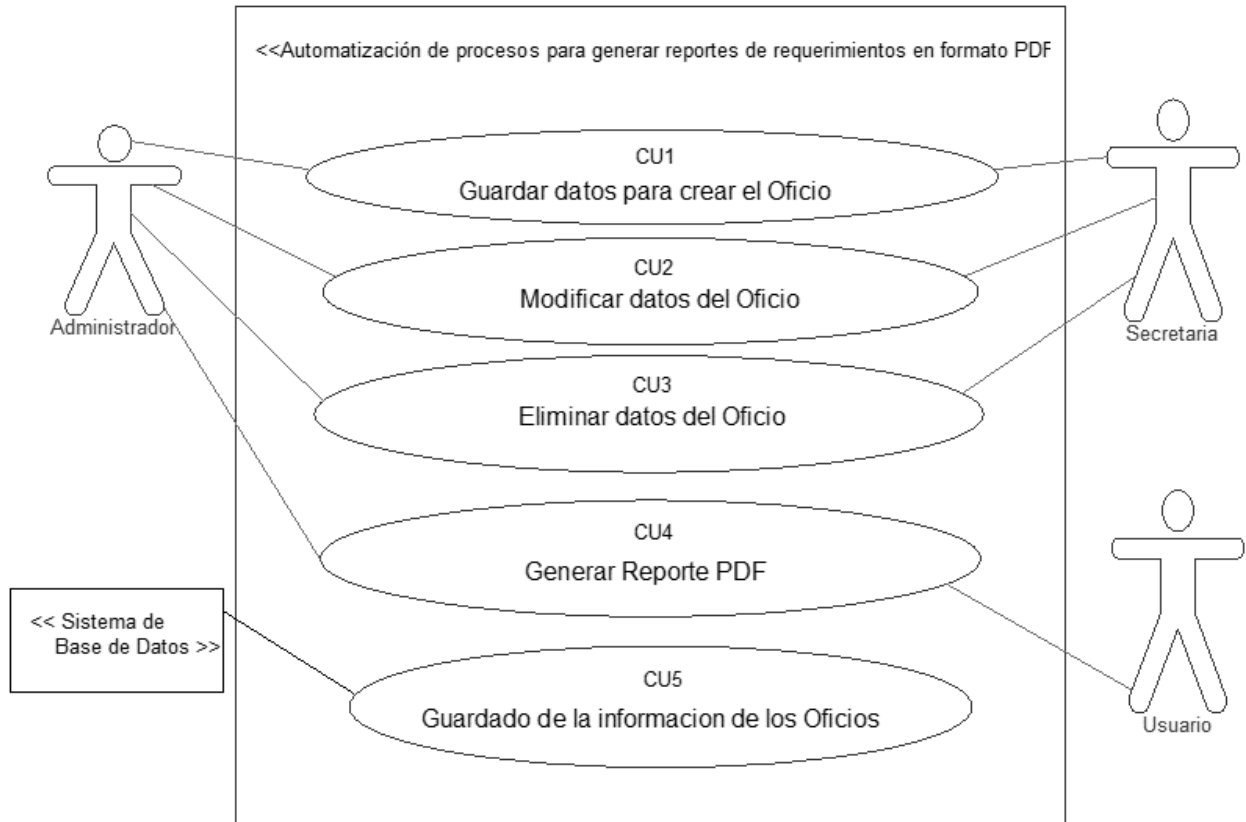 <<Automatización de procesos para generar reportes de requerimientos en formato PDF
CU1
Guardar datos para crear el Oficio
CU2
Modificar datos del Oficio
Administrador
Secretaria
CU3
Eliminar datos del Oficio
CU4
Generar Reporte PDF
<< Sistema de
Base de Datos >>
CU5
Guardado de la informacion de los Oficios
Usuario